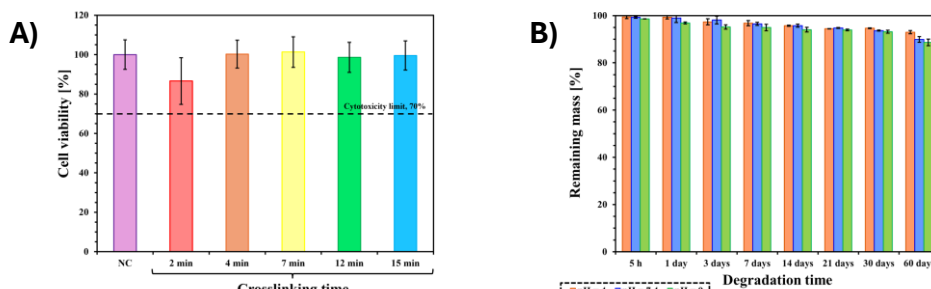 A)
Cell viability [%]
120
100
80
60
40
20
0
Cytotoxicity limit, 70%
NC
2 min
4 min
7 min
12 min
15 min
Crosslinking time
B)
Remaining mass [%]
100
80
60
40
20
0
5 h
1 day
3 days
7 days
14 days
21 days
30 days
60 days
Degradation time